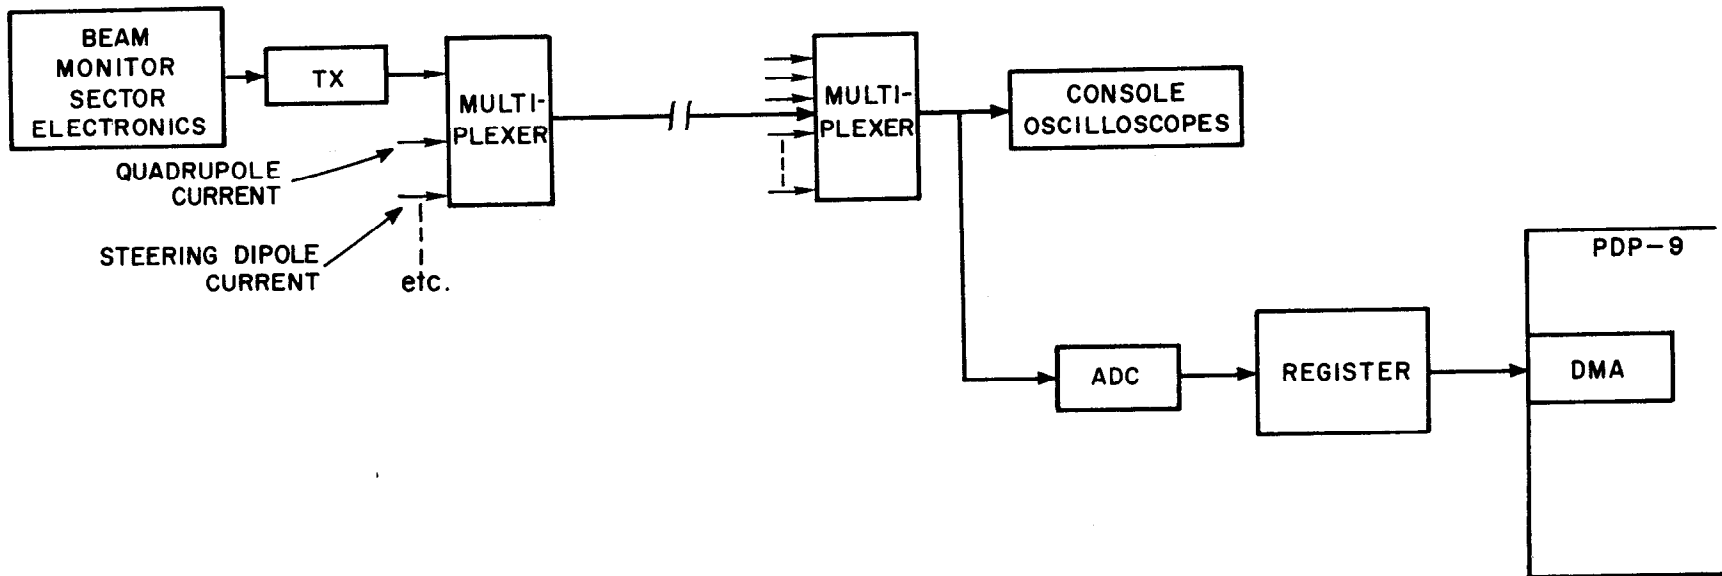 BEAM
MONITOR
SECTOR
ELECTRONICS
TX
MULTI-
PLEXER
QUADRUPOLE
CURRENT
STEERING DIPOLE
CURRENT
etc.
MULTI-
PLEXER
CONSOLE
OSCILLOSCOPES
ADC
REGISTER
PDP-9
DMA